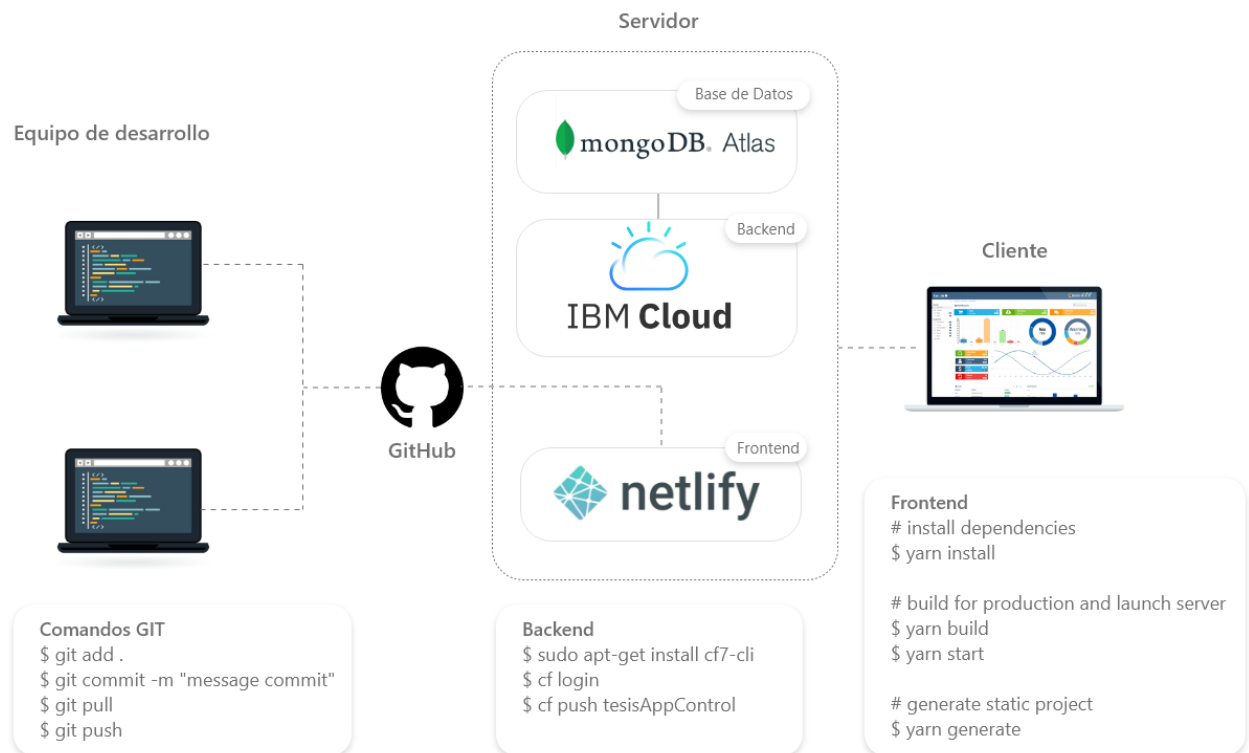 Servidor
Equipo de desarrollo
Base de Datos
mongoDB. Atlas
Backend
IBM Cloud
Cliente
GitHub
Frontend
netlify
Comandos GIT
$ git add .
$ git commit -m "message commit"
$ git pull
$ git push
Backend
$ sudo apt-get install cf7-cli
$ cf login
$ cf push tesisAppControl
Frontend
# install dependencies
$ yarn install
# build for production and launch server
$ yarn build
$ yarn start
# generate static project
$ yarn generate